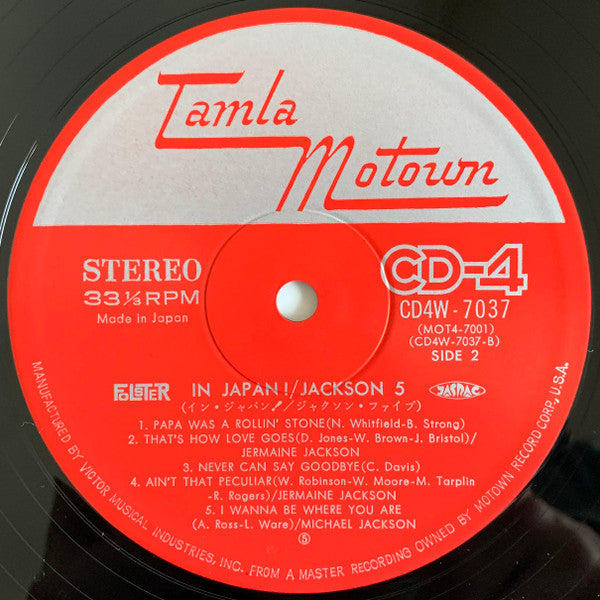 Tamla
Motown
STEREO
33⅓RPM
Made in Japan
CD-4
CD4W-7037
(MOT4-7001)
(CD4W-7037-B)
SIDE 2
FOLSTER
IN JAPAN!/JACKSON 5
JASRAC
(イン・ジャパン!/ジャクソン・ファイブ)
1. PAPA WAS A ROLLIN' STONE(N. Whitfield-B. Strong)
2. THAT'S HOW LOVE GOES(D. Jones-W. Brown-J. Bristol)/
JERMAINE JACKSON
3. NEVER CAN SAY GOODBYE(C. Davis)
4. AIN'T THAT PECULIAR(W. Robinson-W. Moore-M. Tarplin
-R. Rogers)/JERMAINE JACKSON
5. I WANNA BE WHERE YOU ARE
(A. Ross-L. Ware)/MICHAEL JACKSON
⑤
MANUFACTURED BY VICTOR MUSICAL INDUSTRIES, INC. FROM A MASTER RECORDING OWNED BY MOTOWN RECORD CORP., U.S.A.